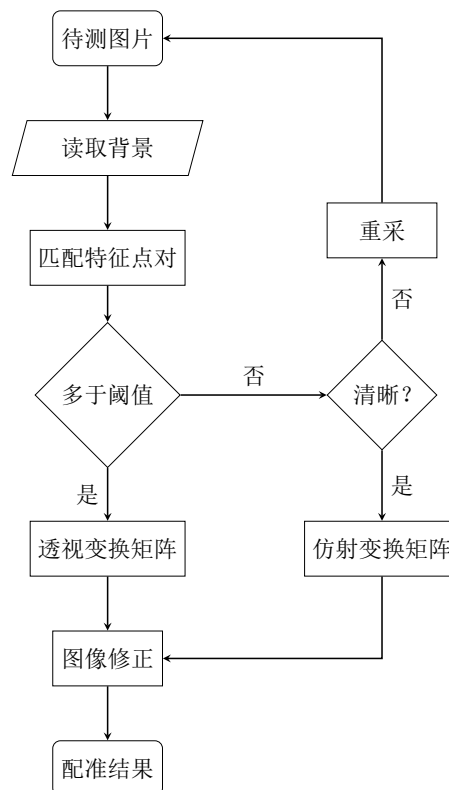 待测图片
读取背景
重采
匹配特征点对
否
否
多于阈值
清晰?
是
是
透视变换矩阵
仿射变换矩阵
图像修正
配准结果